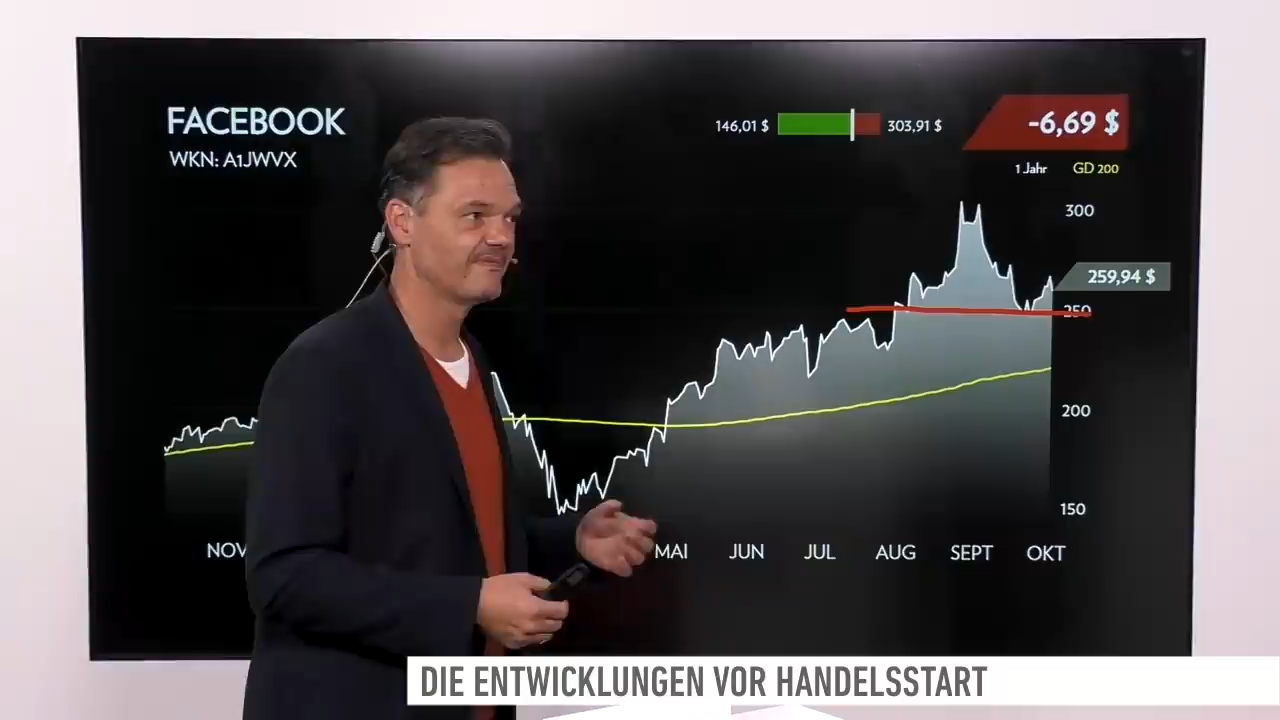 FACEBOOK
WKN: A1JWVX
146,01 $
303,91 $
-6,69 $
1 Jahr GD 200
300
259,94 $
250
200
150
NOV MAI JUN JUL AUG SEPT OKT
DIE ENTWICKLUNGEN VOR HANDELSSTART